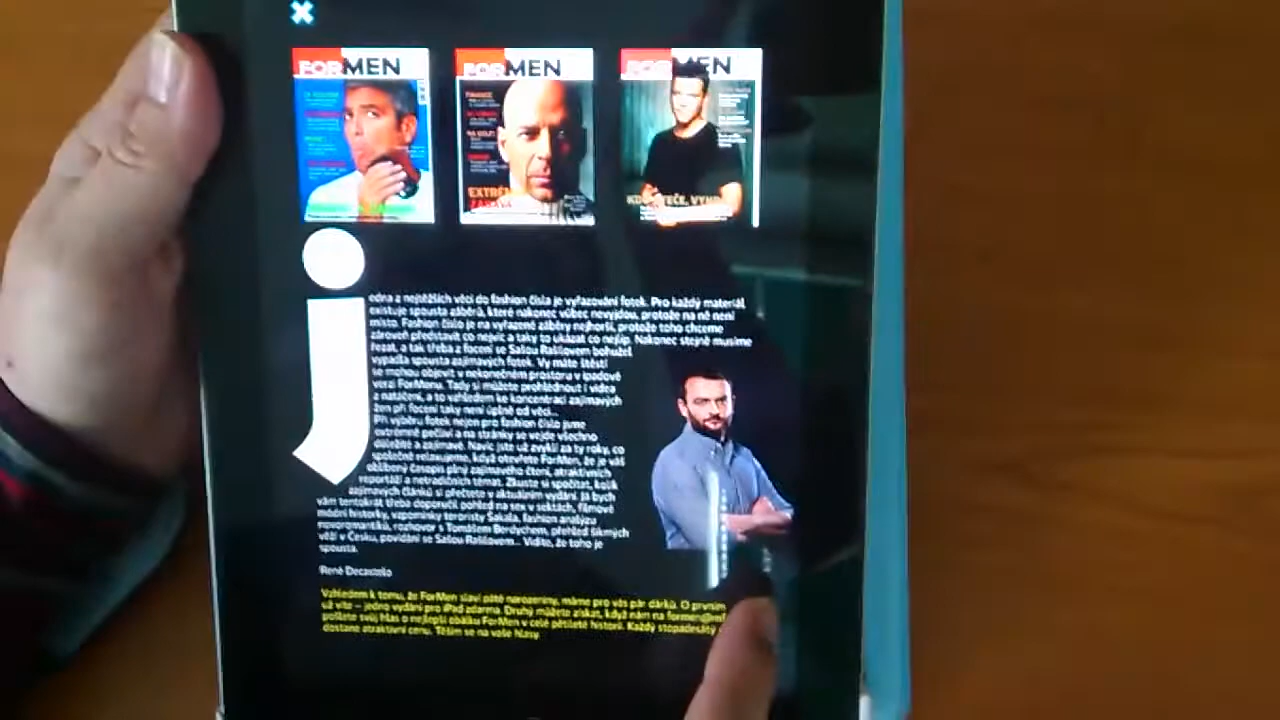 FORMEN
FORMEN
FORMEN
FINANCE
EXTRÉM
edna z nejtěžších věcí do fashion čísla je vyřazování fotek. Pro každý materiál
existuje spousta záběrů, které nakonec vůbec nevyjdou, protože na ně není
místo. Fashion číslo je na vyřazené záběry nejhorší, protože toho chceme
zároveň představit co nejvíc a taky to ukázat co nejlíp. Nakonec stejně musíme
řezat, a tak třeba z focení se Sašou Rašilovem bohužel
vypadla spousta zajímavých fotek. Vy máte štěstí
se mohou objevit v nekonečném prostoru v ipadové
verzi ForMenu. Tady si můžete prohlédnout i videa
z natáčení, a to vzhledem ke koncentraci zajímavých
žen při focení taky není úplně od věci...
Při výběru fotek nejen pro fashion číslo jsme
extrémně pečliví a na stránky se vejde všechno
důležité a zajímavé. Navíc jste už zvyklí za ty roky, co
společně relaxujeme, když otevřete ForMen, že je váš
oblíbený časopis plný zajímavého čtení, atraktivních
reportáží a netradičních témat. Zkuste si spočítat, kolik
zajímavých článků si přečtete v aktuálním vydání. Já bych
vám tentokrát třeba doporučil pohled na sex v sektách, filmové
módní historky, vzpomínky teroristy Šakala, fashion analýzu
novoromantiků, rozhovor s Tomášem Berdychem, přehled šikmých
věží v Česku, povídání se Sašou Rašilovem... Vidíte, že toho je
spousta.
René Decastelo
Vzhledem k tomu, že ForMen slaví páté narozeniny, máme pro vás pár dárků. O prvním
už víte – jedno vydání pro iPad zdarma. Druhý můžete získat, když nám na formen@mf
pošlete svůj hlas o nejlepší obálku ForMen v celé pětileté historii. Každý stopadesátý
dostane atraktivní cenu. Těším se na vaše hlasy.